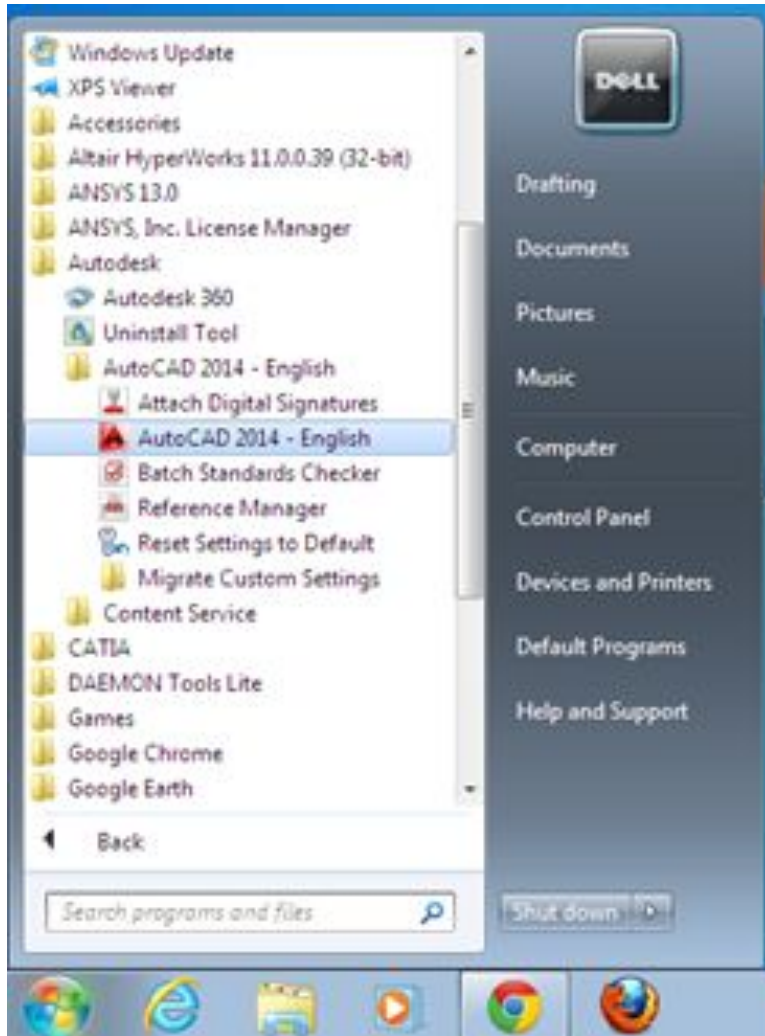 Windows Update
XPS Viewer
Accessories
Altair HyperWorks 11.0.0.39 (32-bit)
ANSYS 13.0
ANSYS, Inc. License Manager
Autodesk
Autodesk 360
Uninstall Tool
AutoCAD 2014 - English
Attach Digital Signatures
AutoCAD 2014 - English
Batch Standards Checker
Reference Manager
Reset Settings to Default
Migrate Custom Settings
Content Service
CATIA
DAEMON Tools Lite
Games
Google Chrome
Google Earth
Back
Search programs and files
DELL
Drafting
Documents
Pictures
Music
Computer
Control Panel
Devices and Printers
Default Programs
Help and Support
Shut down